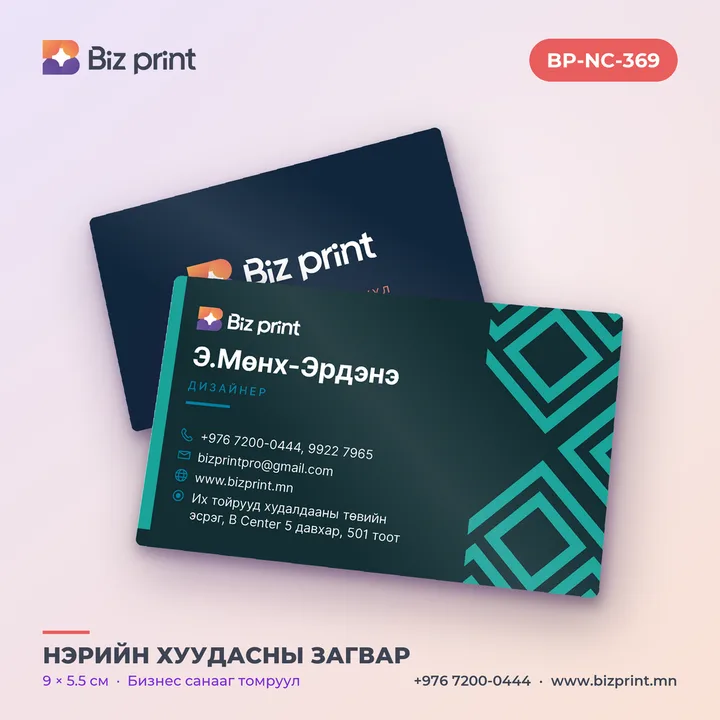 Biz print
BP-NC-369
Biz print
Biz print
Э.Мөнх-Эрдэнэ
ДИЗАЙНЕР
+976 7200-0444, 9922 7965
bizprintpro@gmail.com
www.bizprint.mn
Их тойрууд худалдааны төвийн
эсрэг, B Center 5 давхар, 501 тоот
НЭРИЙН ХУУДАСНЫ ЗАГВАР
9 × 5.5 см · Бизнес санааг томруул
+976 7200-0444 · www.bizprint.mn